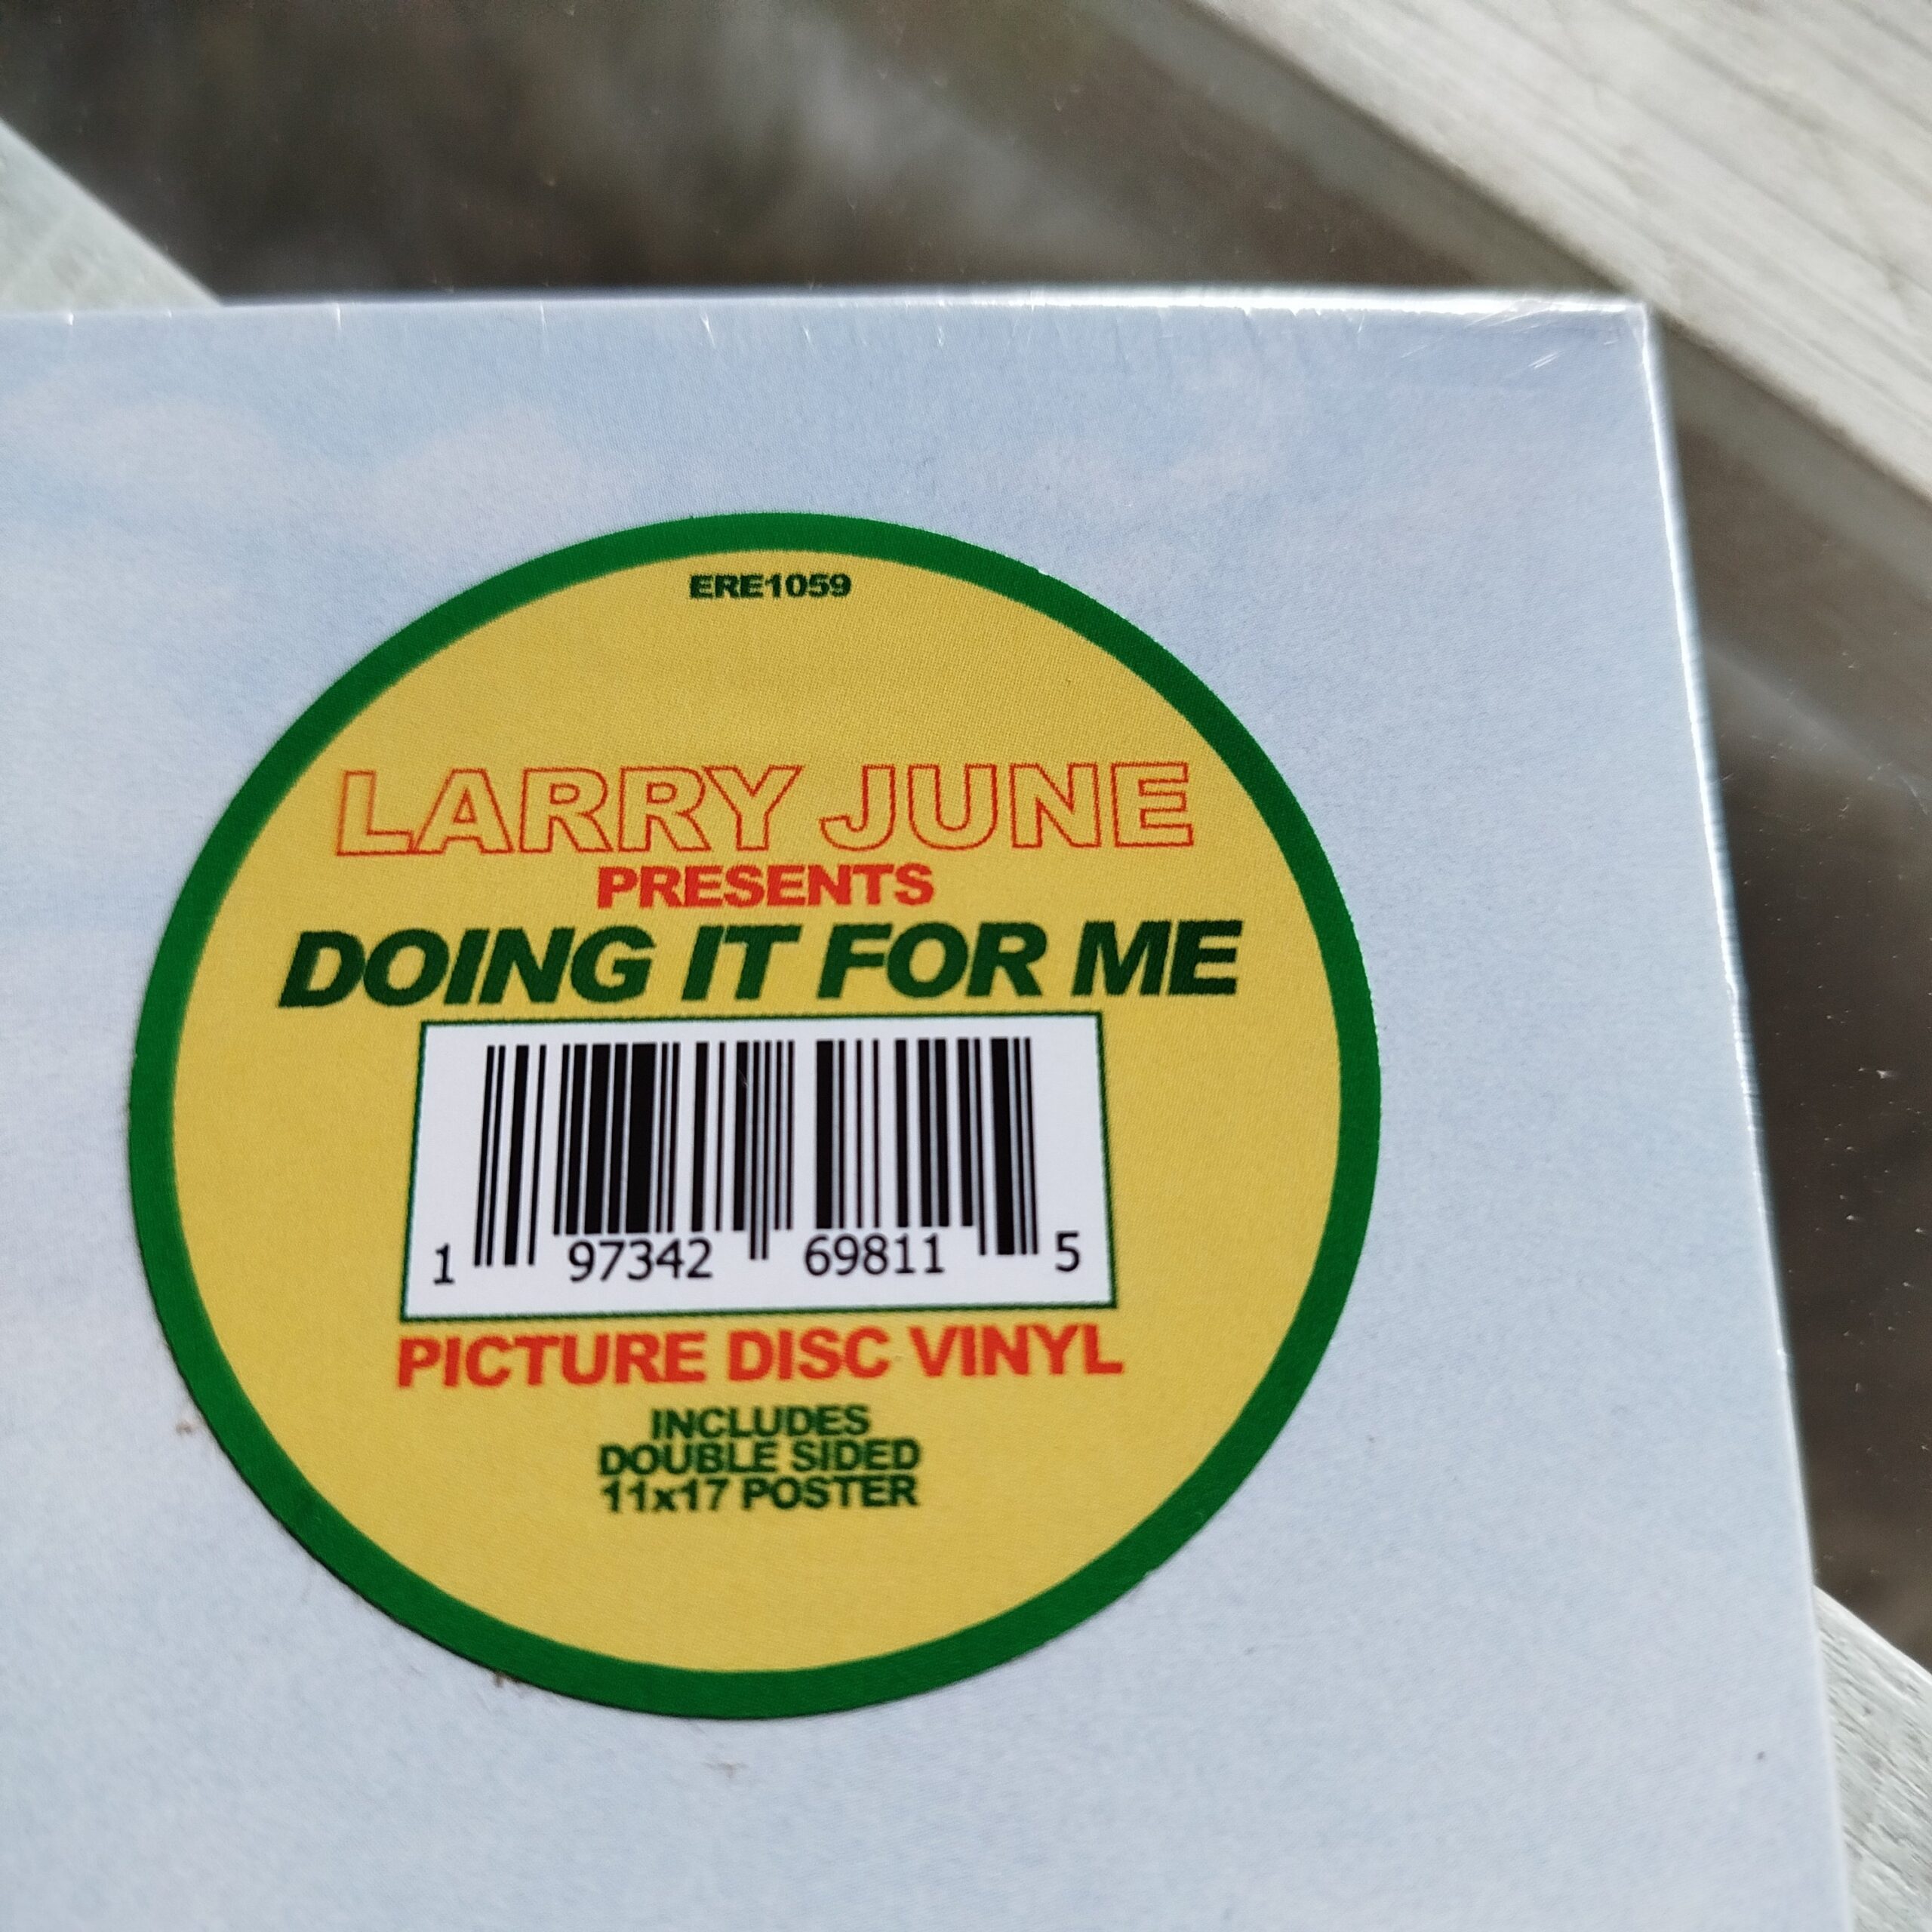 ERE1059
LARRY JUNE
PRESENTS
DOING IT FOR ME
1 97342 69811 5
PICTURE DISC VINYL
INCLUDES
DOUBLE SIDED
11x17 POSTER